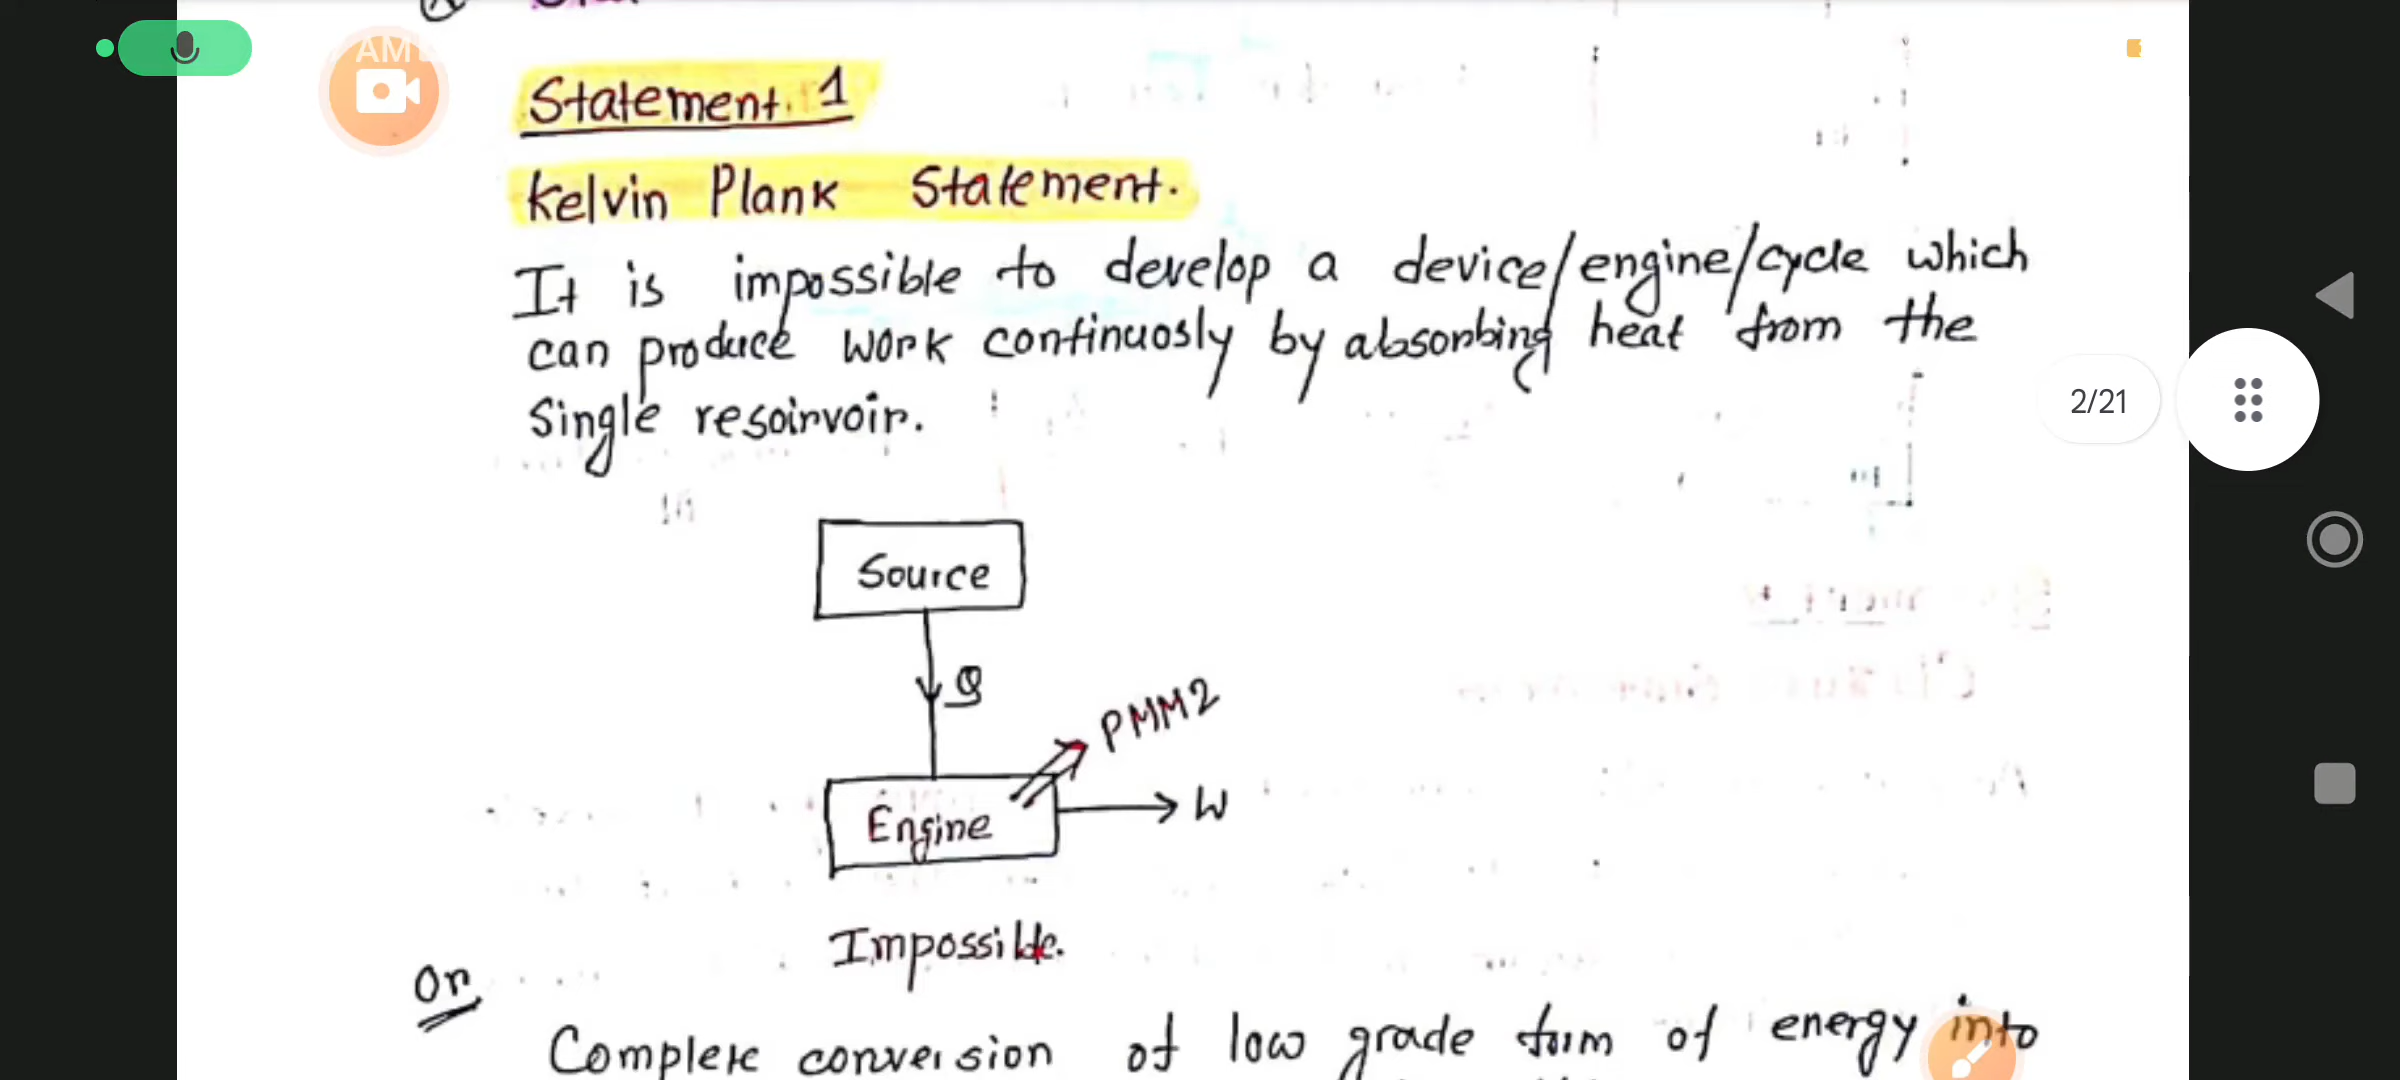 AM
Statement. 1
Kelvin Plank Statement.
It is impossible to develop a device/engine/cycle which
can produce work continuosly by absorbing heat from the
Single resoirvoir.
2/21
Source
Q
PMM2
Engine
W
Impossible.
Or
Complete conversion of low grade form of energy into